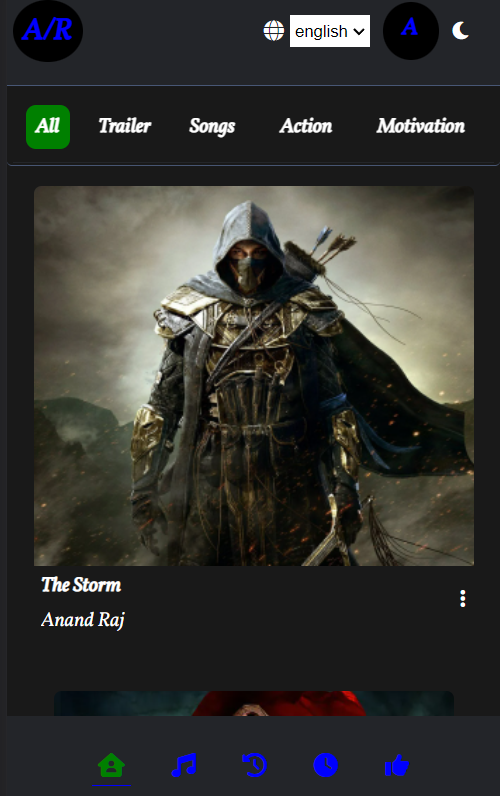 A/R
english
A
All Trailer Songs Action Motivation
The Storm
Anand Raj